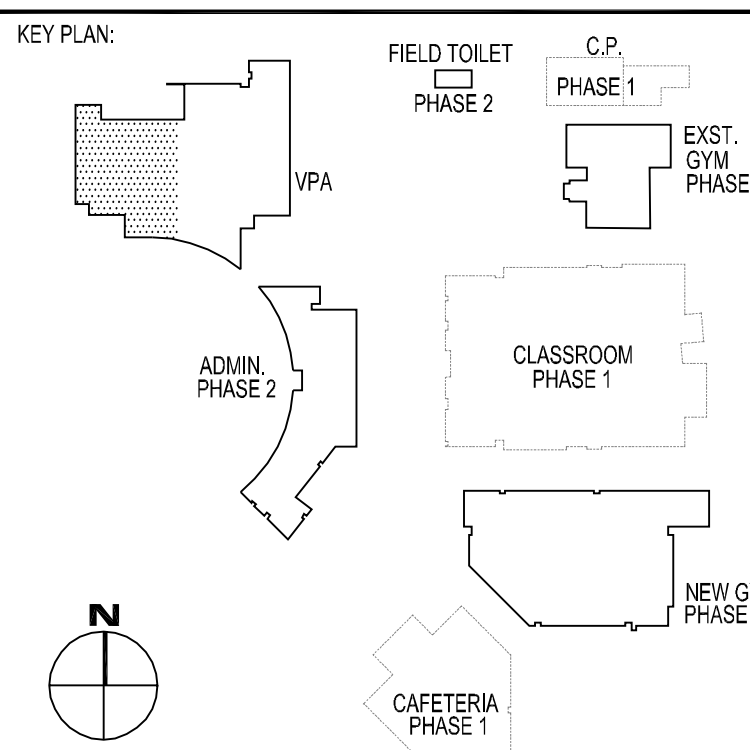 KEY PLAN:
FIELD TOILET
PHASE 2
C.P.
PHASE 1
EXST.
GYM
PHASE
VPA
ADMIN.
PHASE 2
CLASSROOM
PHASE 1
NEW G
PHASE
CAFETERIA
PHASE 1
N